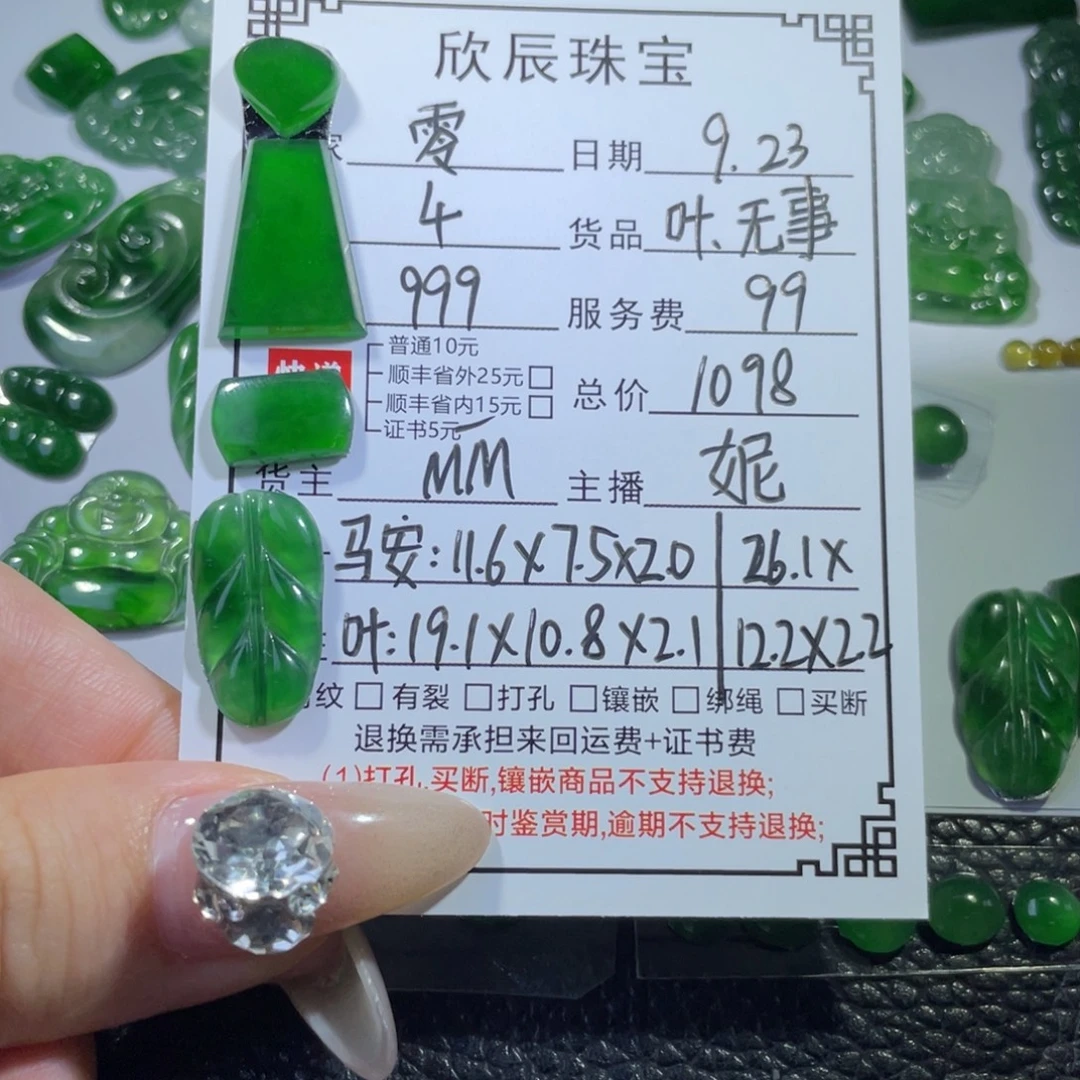 欣辰珠宝
家 零 日期 9.23
4 货品 叶、无事
999 服务费 99
普通10元
顺丰省外25元
顺丰省内15元
证书5元
总价 1098
货主 MM 主播 妮
马安:11.6X7.5X2.0 26.1X
叶:19.1X10.8X2.1 12.2X2.2
纹 有裂 打孔 镶嵌 绑绳 买断
退换需承担来回运费+证书费
(1)打孔,买断,镶嵌商品不支持退换;
时鉴赏期,逾期不支持退换;